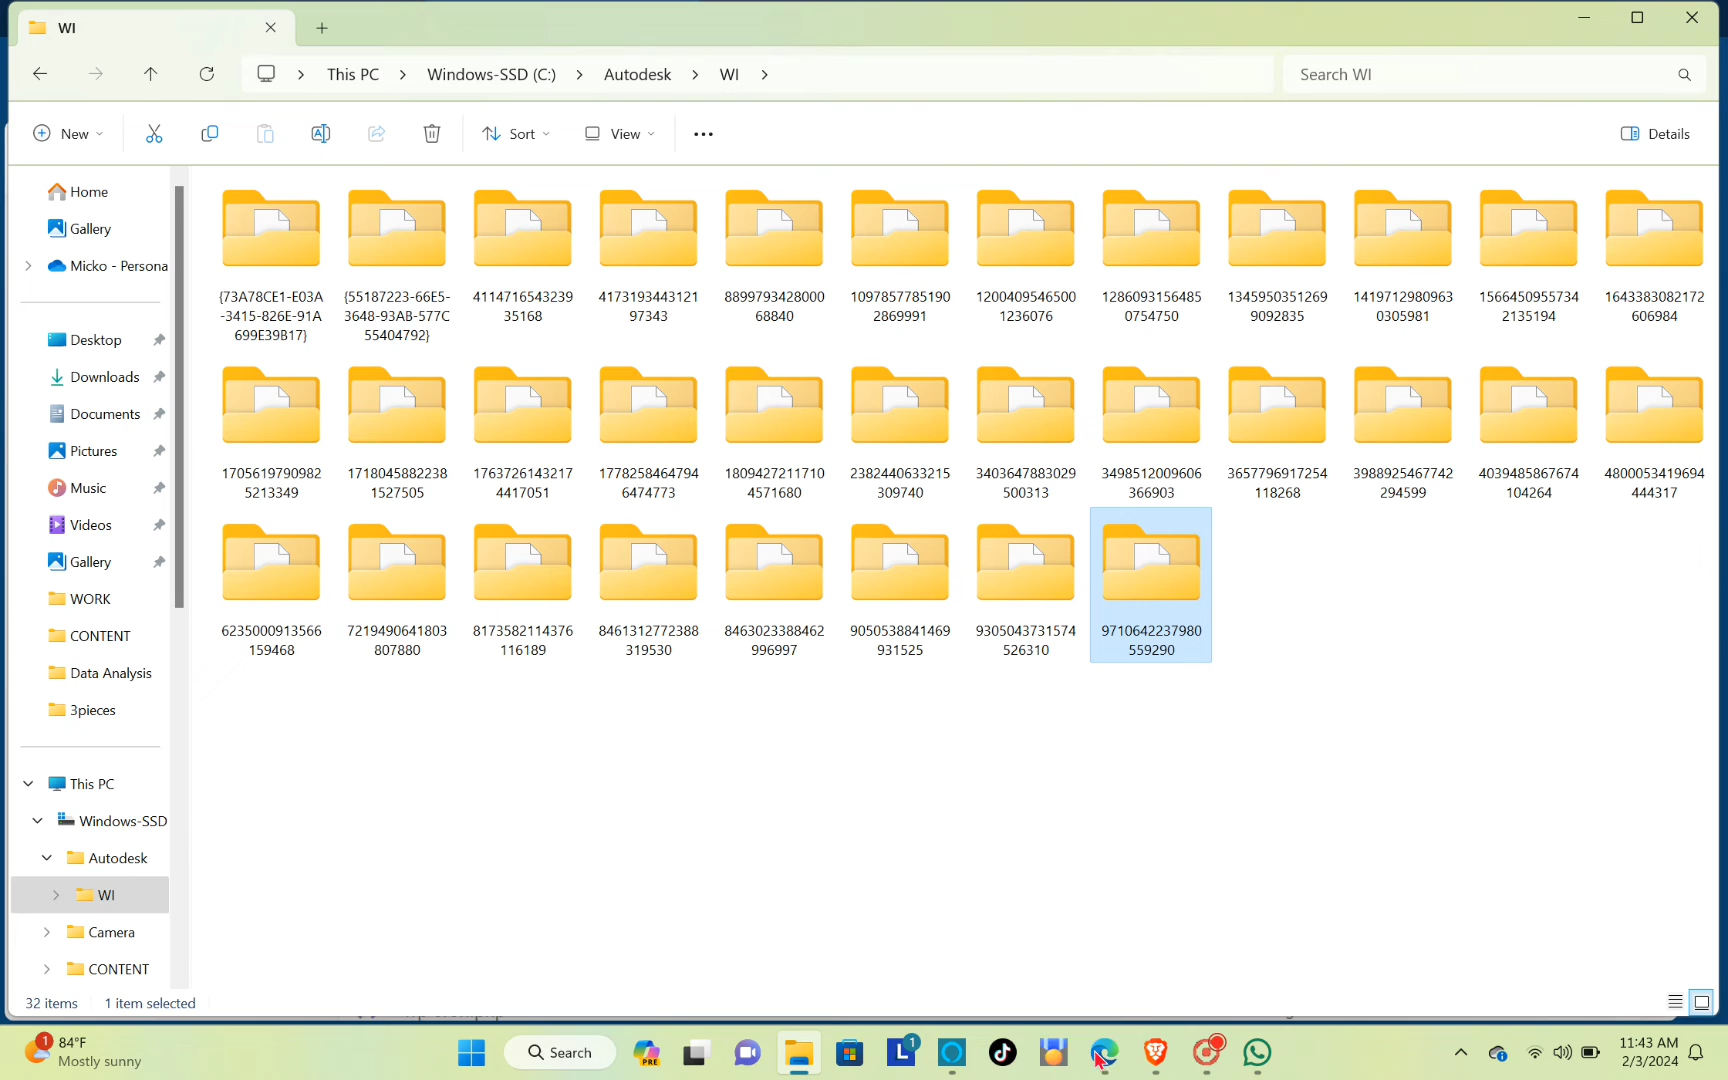 WI
This PC
Windows-SSD (C:)
Autodesk
WI
Search WI
New
Sort
View
Details
Home
Gallery
Micko - Persona
Desktop
Downloads
Documents
Pictures
Music
Videos
Gallery
WORK
CONTENT
Data Analysis
3pieces
This PC
Windows-SSD
Autodesk
WI
Camera
CONTENT
{73A78CE1-E03A
-3415-826E-91A
699E39B17}
{55187223-66E5-
3648-93AB-577C
55404792}
4114716543239
35168
4173193443121
97343
8899793428000
68840
1097857785190
2869991
1200409546500
1236076
1286093156485
0754750
1345950351269
9092835
1419712980963
0305981
1566450955734
2135194
1643383082172
606984
1705619790982
5213349
1718045882238
1527505
1763726143217
4417051
1778258464794
6474773
1809427211710
4571680
2382440633215
309740
3403647883029
500313
3498512009606
366903
3657796917254
118268
3988925467742
294599
4039485867674
104264
4800053419694
444317
6235000913566
159468
7219490641803
807880
8173582114376
116189
8461312772388
319530
8463023388462
996997
9050538841469
931525
9305043731574
526310
9710642237980
559290
32 items
1 item selected
1
84°F
Mostly sunny
Search
PRE
L
1
11:43 AM
2/3/2024